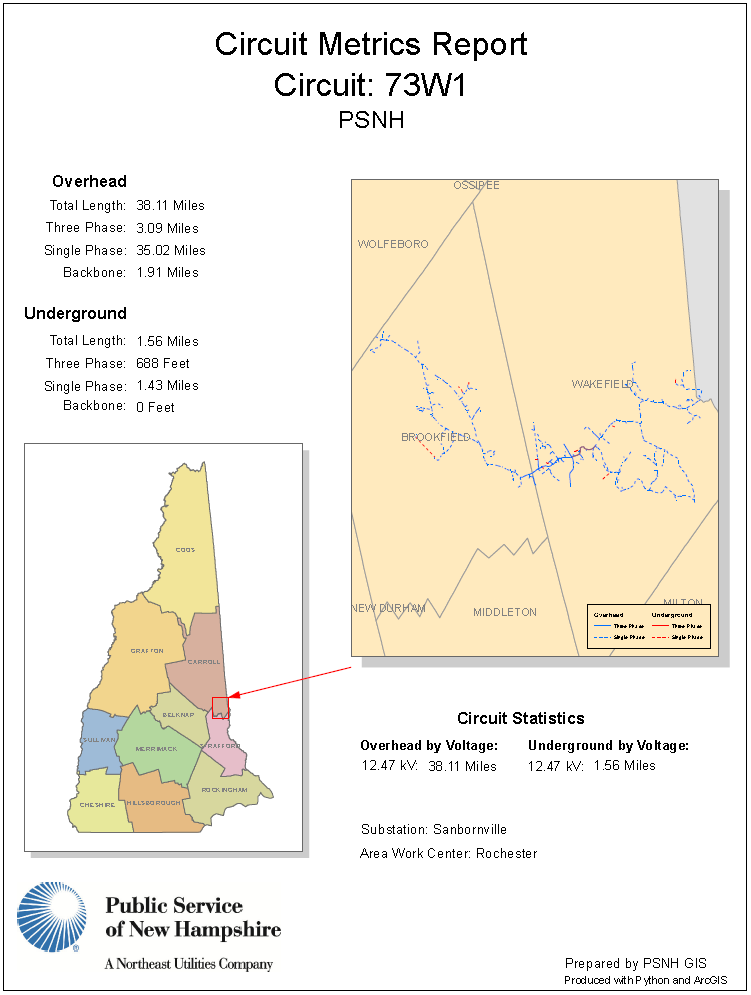 Circuit Metrics Report
Circuit: 73W1
PSNH
Overhead
Total Length: 38.11 Miles
Three Phase: 3.09 Miles
Single Phase: 35.02 Miles
Backbone: 1.91 Miles
Underground
Total Length: 1.56 Miles
Three Phase: 688 Feet
Single Phase: 1.43 Miles
Backbone: 0 Feet
OSSIPEE
WOLFEBORO
WAKEFIELD
BROOKFIELD
NEW DURHAM
MIDDLETON
MILTON
Overhead Underground
Three Phase Three Phase
Single Phase Single Phase
COOS
GRAFTON
CARROLL
BELKNAP
SULLIVAN
MERRIMACK
STRAFFORD
ROCKINGHAM
CHESHIRE
HILLSBOROUGH
Circuit Statistics
Overhead by Voltage: Underground by Voltage:
12.47 kV: 38.11 Miles 12.47 kV: 1.56 Miles
Substation: Sanbornville
Area Work Center: Rochester
Public Service
of New Hampshire
®
A Northeast Utilities Company
Prepared by PSNH GIS
Produced with Python and ArcGIS